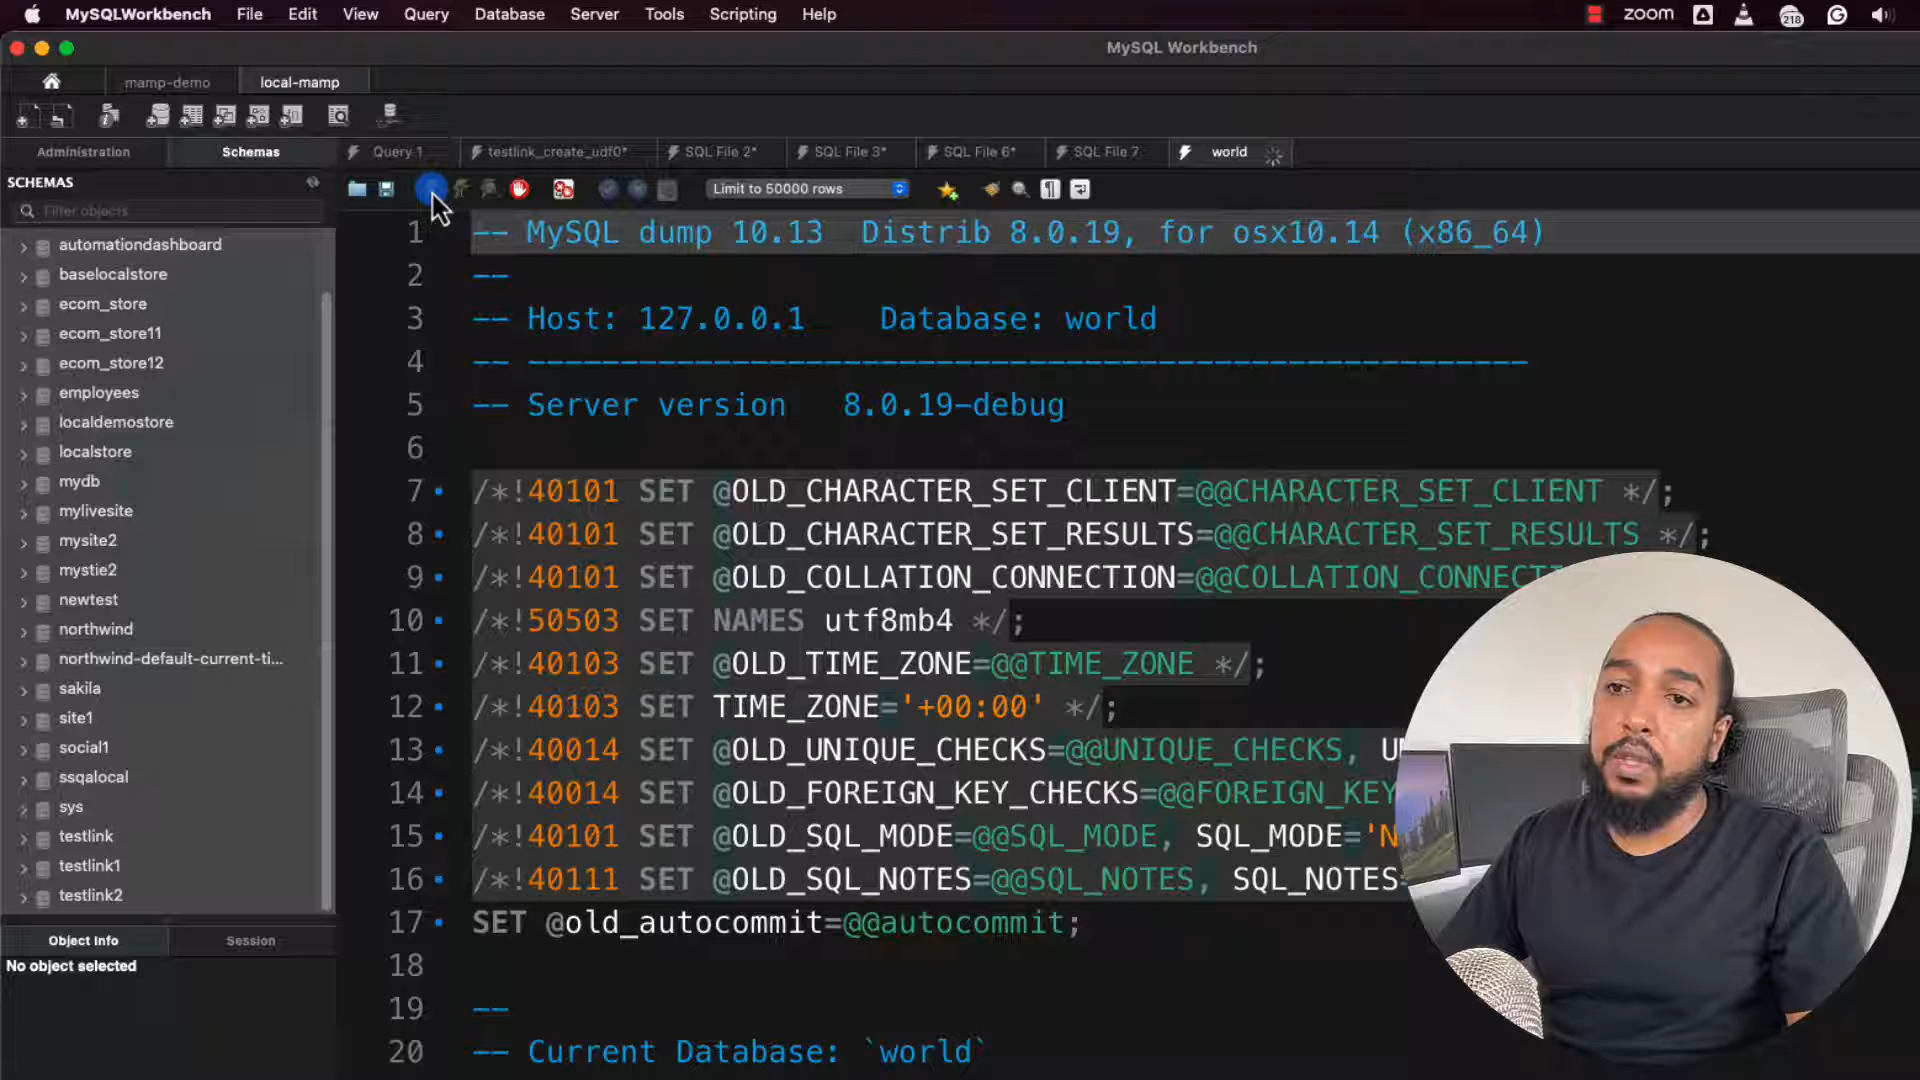 MySQLWorkbench File Edit View Query Database Server Tools Scripting Help
zoom
218
MySQL Workbench
mamp-demo
local-mamp
Administration
Schemas
Query 1
testlink_create_udf0*
SQL File 2*
SQL File 3*
SQL File 6*
SQL File 7
world
SCHEMAS
Filter objects
Limit to 50000 rows
automationdashboard
baselocalstore
ecom_store
ecom_store11
ecom_store12
employees
localdemostore
localstore
mydb
mylivesite
mysite2
mystie2
newtest
northwind
northwind-default-current-ti...
sakila
site1
social1
ssqalocal
sys
testlink
testlink1
testlink2
Object Info
Session
No object selected
1 -- MySQL dump 10.13  Distrib 8.0.19, for osx10.14 (x86_64)
2 --
3 -- Host: 127.0.0.1    Database: world
4 -- ------------------------------------------------------
5 -- Server version   8.0.19-debug
6
7 /*!40101 SET @OLD_CHARACTER_SET_CLIENT=@@CHARACTER_SET_CLIENT */;
8 /*!40101 SET @OLD_CHARACTER_SET_RESULTS=@@CHARACTER_SET_RESULTS */;
9 /*!40101 SET @OLD_COLLATION_CONNECTION=@@COLLATION_CONNECTI
10 /*!50503 SET NAMES utf8mb4 */;
11 /*!40103 SET @OLD_TIME_ZONE=@@TIME_ZONE */;
12 /*!40103 SET TIME_ZONE='+00:00' */;
13 /*!40014 SET @OLD_UNIQUE_CHECKS=@@UNIQUE_CHECKS, U
14 /*!40014 SET @OLD_FOREIGN_KEY_CHECKS=@@FOREIGN_KEY
15 /*!40101 SET @OLD_SQL_MODE=@@SQL_MODE, SQL_MODE='N
16 /*!40111 SET @OLD_SQL_NOTES=@@SQL_NOTES, SQL_NOTES
17 SET @old_autocommit=@@autocommit;
18
19 --
20 -- Current Database: `world`